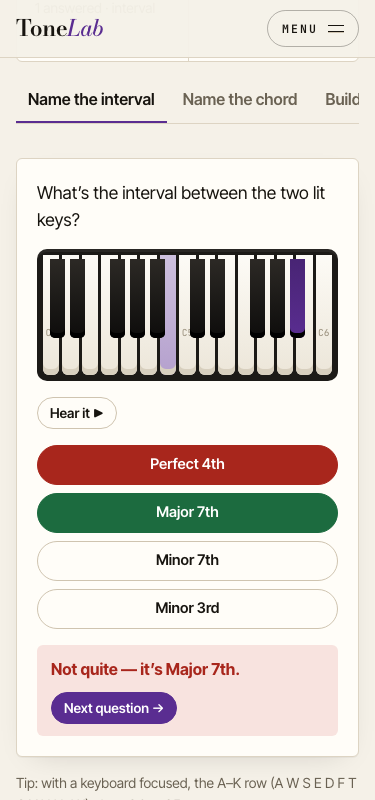 ToneLab
MENU
Name the interval Name the chord Build
What's the interval between the two lit
keys?
C6
Hear it ▶
Perfect 4th
Major 7th
Minor 7th
Minor 3rd
Not quite — it's Major 7th.
Next question →
Tip: with a keyboard focused, the A–K row (A W S E D F T